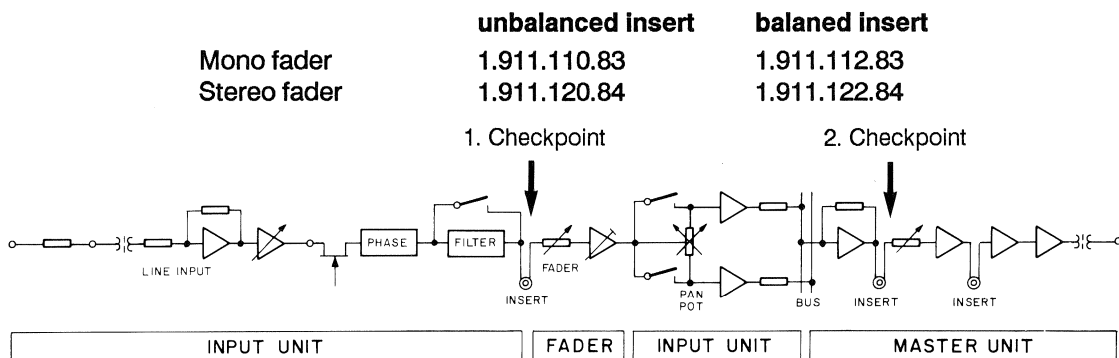 unbalanced insert balaned insert
Mono fader 1.911.110.83 1.911.112.83
Stereo fader 1.911.120.84 1.911.122.84
1. Checkpoint 2. Checkpoint
PHASE FILTER
LINE INPUT FADER
INSERT PAN POT BUS INSERT INSERT
INPUT UNIT FADER INPUT UNIT MASTER UNIT